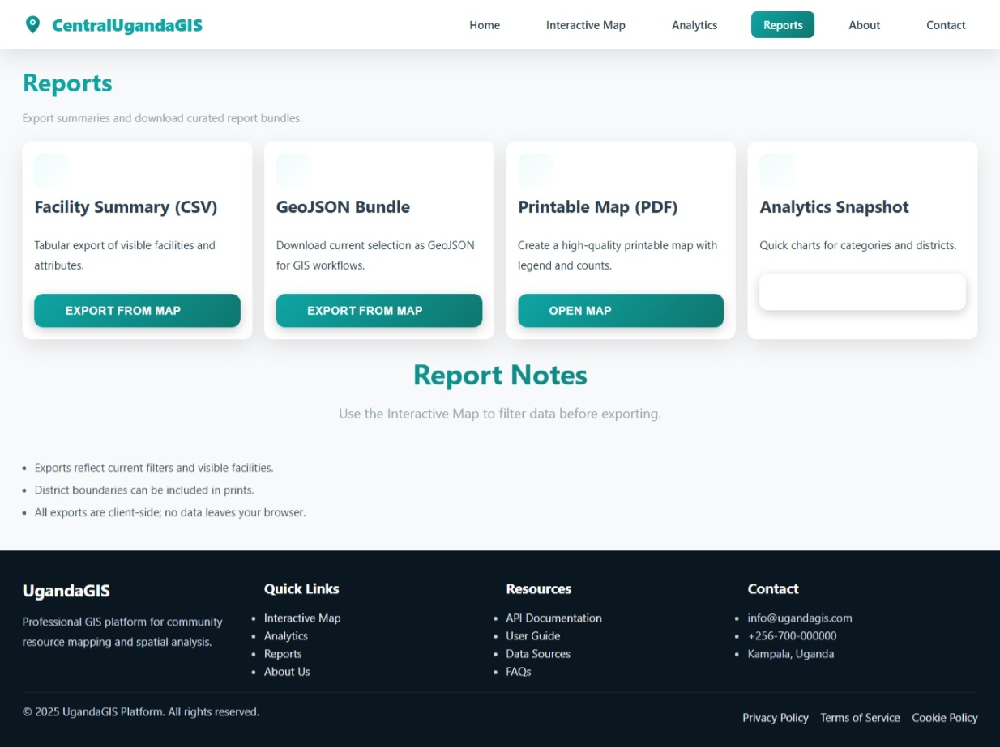 CentralUgandaGIS
Home Interactive Map Analytics Reports About Contact
Reports
Export summaries and download curated report bundles.
Facility Summary (CSV)
Tabular export of visible facilities and
attributes.
EXPORT FROM MAP
GeoJSON Bundle
Download current selection as GeoJSON
for GIS workflows.
EXPORT FROM MAP
Printable Map (PDF)
Create a high-quality printable map with
legend and counts.
OPEN MAP
Analytics Snapshot
Quick charts for categories and districts.
Report Notes
Use the Interactive Map to filter data before exporting.
• Exports reflect current filters and visible facilities.
• District boundaries can be included in prints.
• All exports are client-side; no data leaves your browser.
UgandaGIS
Professional GIS platform for community
resource mapping and spatial analysis.
Quick Links
• Interactive Map
• Analytics
• Reports
• About Us
Resources
• API Documentation
• User Guide
• Data Sources
• FAQs
Contact
• info@ugandagis.com
• +256-700-000000
• Kampala, Uganda
© 2025 UgandaGIS Platform. All rights reserved.
Privacy Policy Terms of Service Cookie Policy